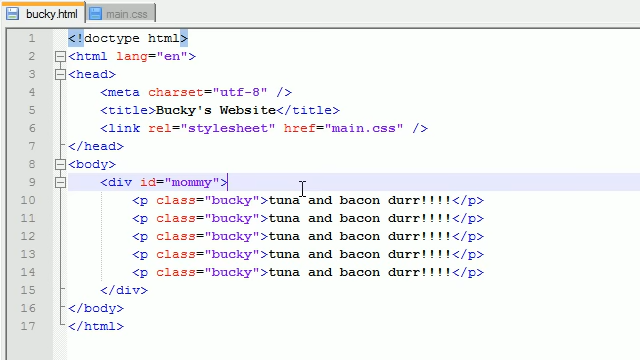 bucky.html main.css
1 <!doctype html>
2 <html lang="en">
3 <head>
4 <meta charset="utf-8" />
5 <title>Bucky's Website</title>
6 <link rel="stylesheet" href="main.css" />
7 </head>
8 <body>
9 <div id="mommy">
10 <p class="bucky">tuna and bacon durr!!!!</p>
11 <p class="bucky">tuna and bacon durr!!!!</p>
12 <p class="bucky">tuna and bacon durr!!!!</p>
13 <p class="bucky">tuna and bacon durr!!!!</p>
14 <p class="bucky">tuna and bacon durr!!!!</p>
15 </div>
16 </body>
17 </html>